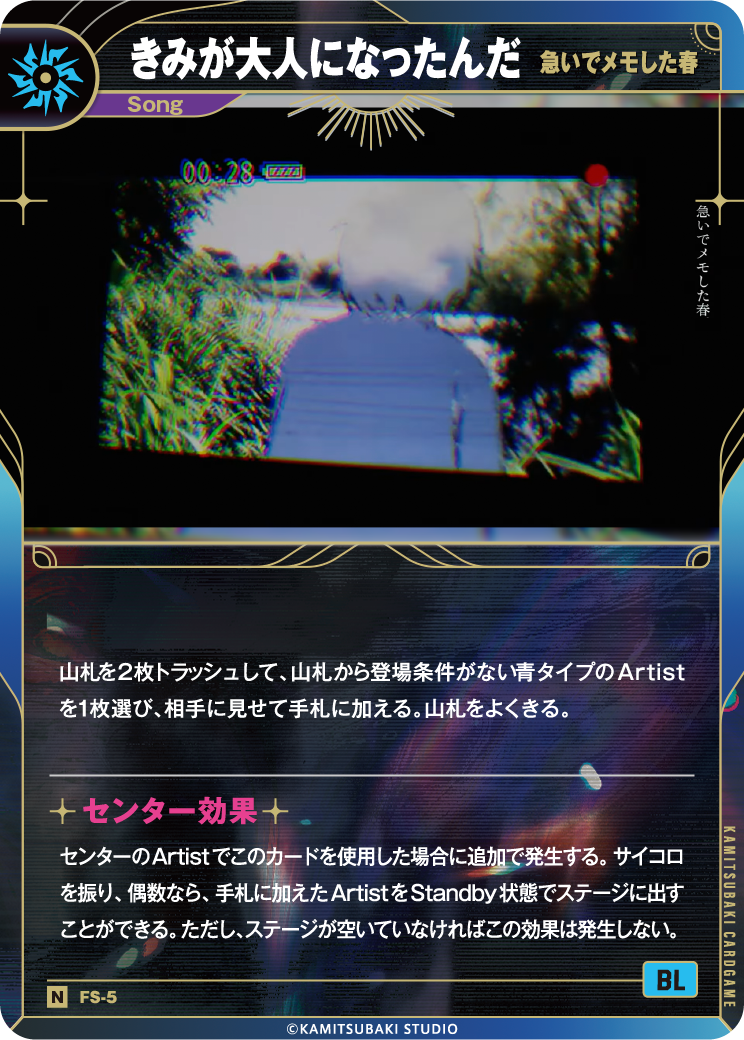 きみが大人になったんだ 急いでメモした春
Song
00:28
急いでメモした春
山札を2枚トラッシュして、山札から登場条件がない青タイプのArtist
を1枚選び、相手に見せて手札に加える。山札をよくきる。
センター効果
センターのArtistでこのカードを使用した場合に追加で発生する。サイコロ
を振り、偶数なら、手札に加えたArtistをStandby状態でステージに出す
ことができる。ただし、ステージが空いていなければこの効果は発生しない。
KAMITSUBAKI CARDGAME
BL
N FS-5
©KAMITSUBAKI STUDIO